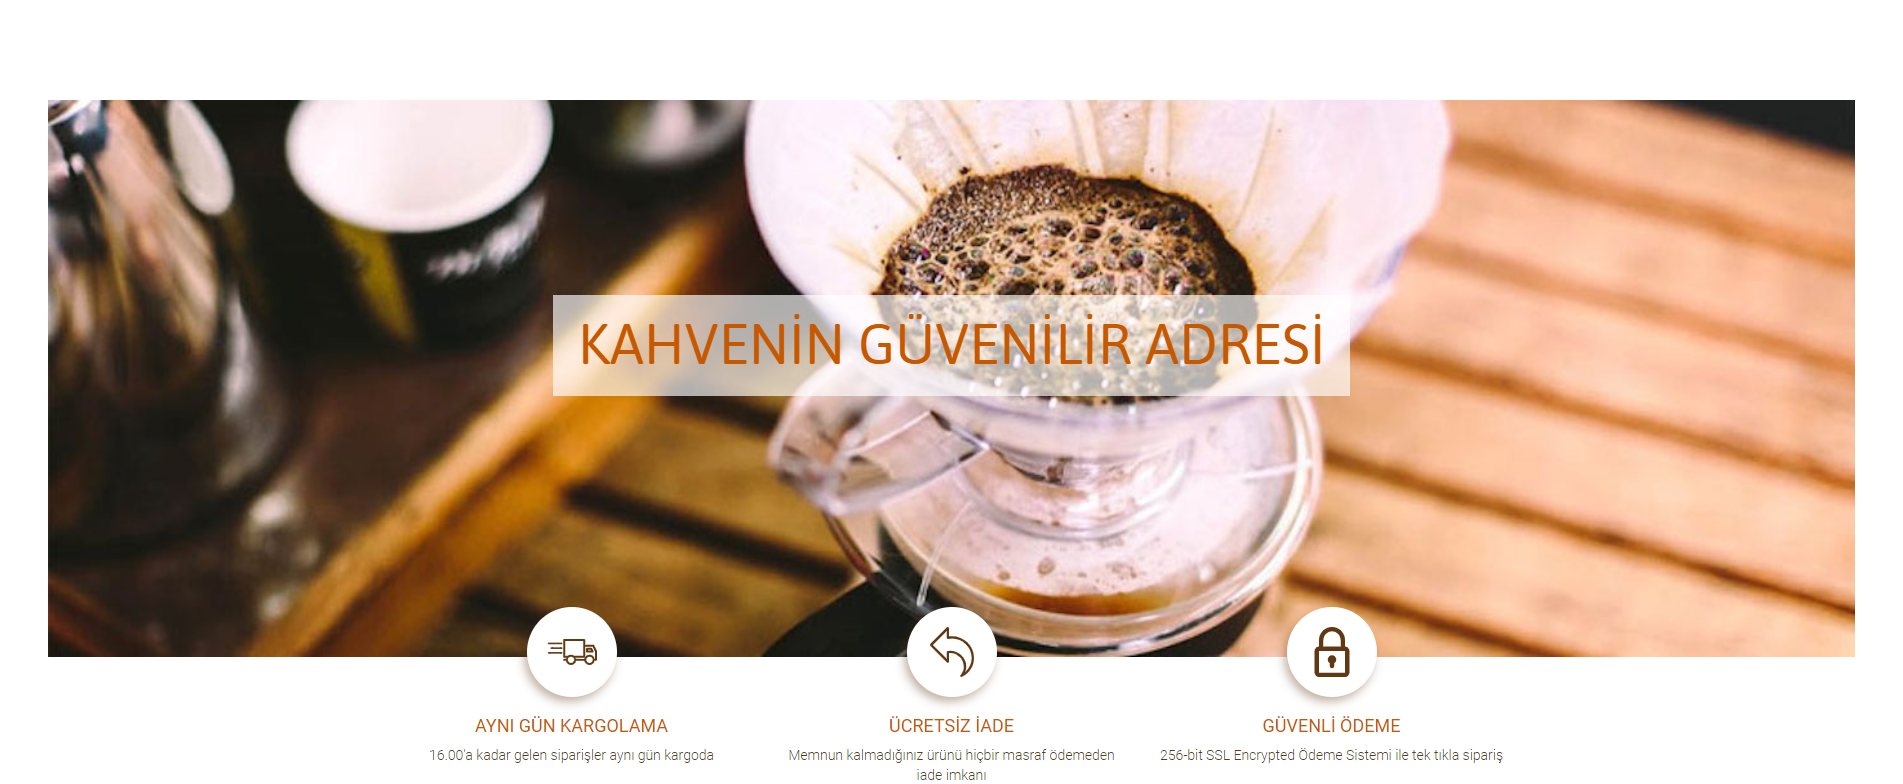 KAHVENİN GÜVENİLİR ADRESİ
AYNI GÜN KARGOLAMA
16.00'a kadar gelen siparişler aynı gün kargoda
ÜCRETSİZ İADE
Memnun kalmadığınız ürünü hiçbir masraf ödemeden
iade imkanı
GÜVENLİ ÖDEME
256-bit SSL Encrypted Ödeme Sistemi ile tek tıkla sipariş